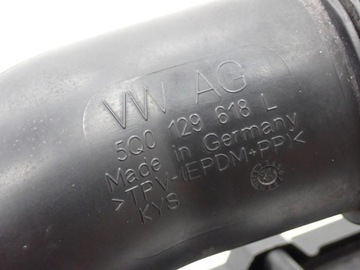 VW AG
5Q0 129 618 L
Made in Germany
>TPV-(EPDM+PP)<
KYS